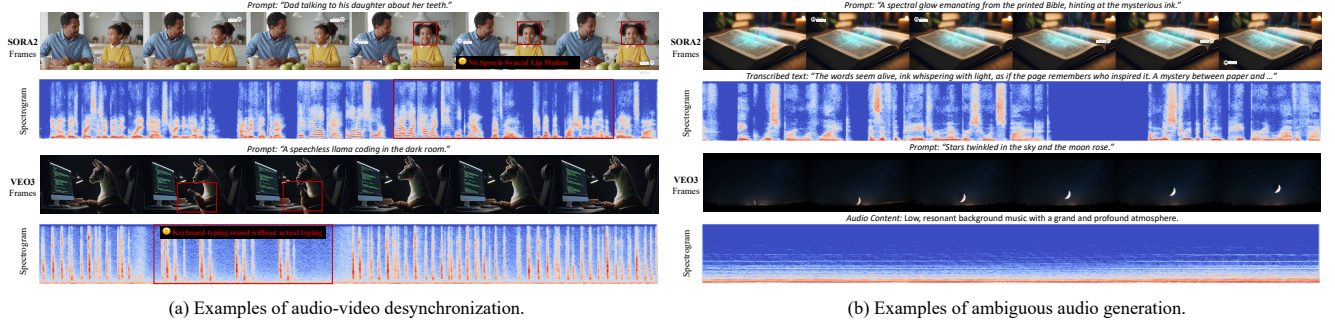 Prompt: “Dad talking to his daughter about her teeth.”
SORA2
Frames
No Speech-Synced Lip Motion
Spectrogram
Prompt: “A speechless llama coding in the dark room.”
VEO3
Frames
Keyboard typing sound without actual typing
Spectrogram
(a) Examples of audio-video desynchronization.
Prompt: “A spectral glow emanating from the printed Bible, hinting at the mysterious ink.”
SORA2
Frames
Transcribed text: “The words seem alive, ink whispering with light, as if the page remembers who inspired it. A mystery between paper and ...”
Spectrogram
Prompt: “Stars twinkled in the sky and the moon rose.”
VEO3
Frames
Audio Content: Low, resonant background music with a grand and profound atmosphere.
Spectrogram
(b) Examples of ambiguous audio generation.